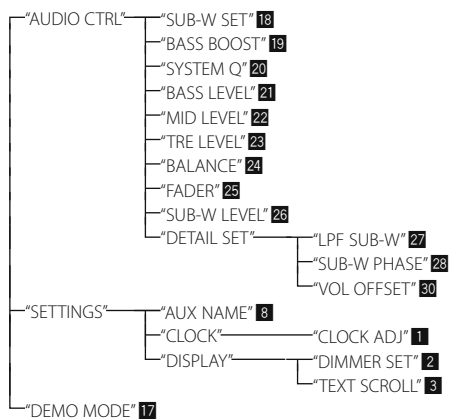 “AUDIO CTRL” “SUB-W SET” 18
“BASS BOOST” 19
“SYSTEM Q” 20
“BASS LEVEL” 21
“MID LEVEL” 22
“TRE LEVEL” 23
“BALANCE” 24
“FADER” 25
“SUB-W LEVEL” 26
“DETAIL SET” “LPF SUB-W” 27
“SUB-W PHASE” 28
“VOL OFFSET” 30
“SETTINGS” “AUX NAME” 8
“CLOCK” “CLOCK ADJ” 1
“DISPLAY” “DIMMER SET” 2
“TEXT SCROLL” 3
“DEMO MODE” 17